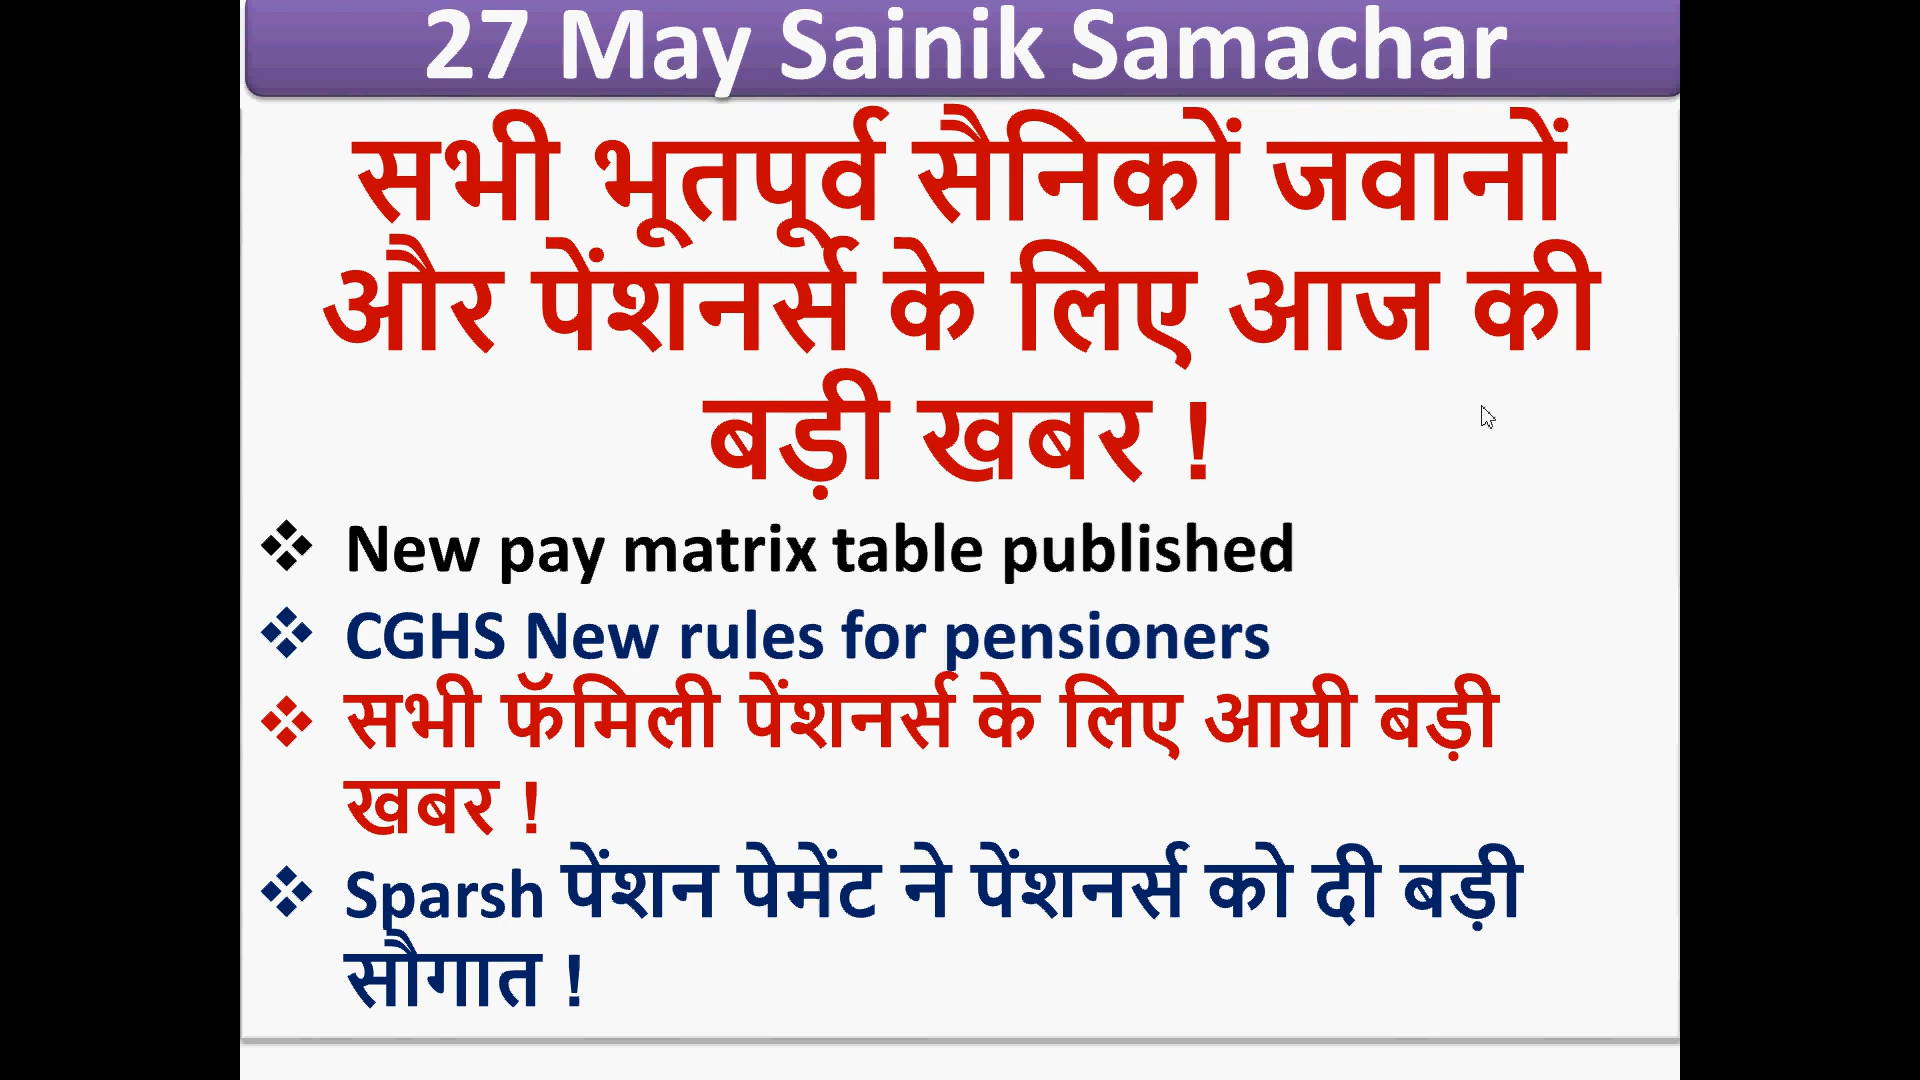 27 May Sainik Samachar
सभी भूतपूर्व सैनिकों जवानों
और पेंशनर्स के लिए आज की
बड़ी खबर !
❖ New pay matrix table published
❖ CGHS New rules for pensioners
❖ सभी फॅमिली पेंशनर्स के लिए आयी बड़ी
खबर !
❖ Sparsh पेंशन पेमेंट ने पेंशनर्स को दी बड़ी
सौगात !